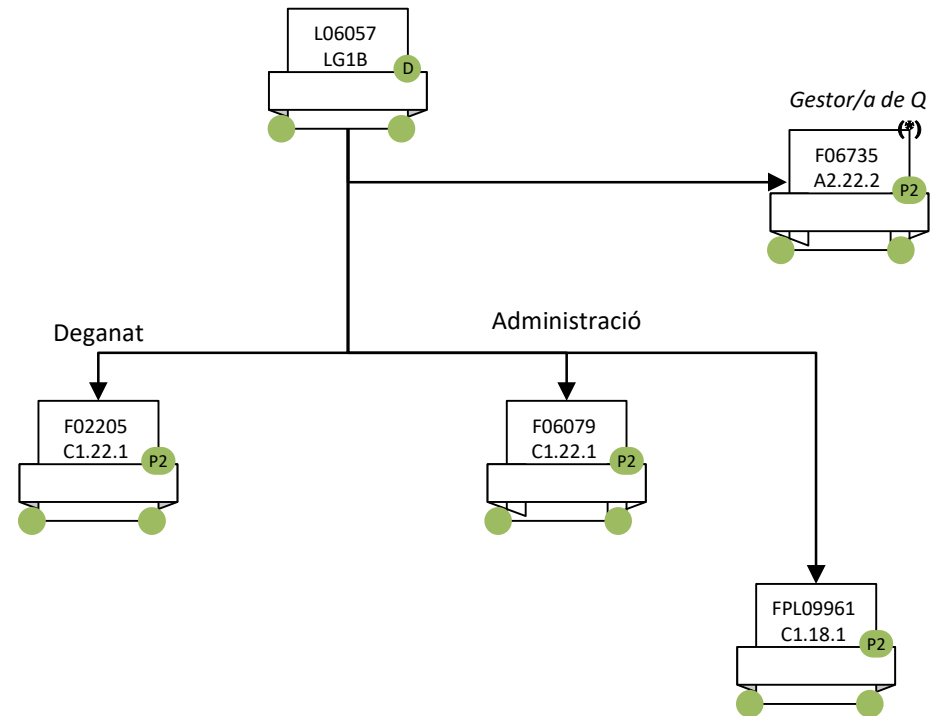 L06057
LG1B
D
Gestor/a de Q
(*)
F06735
A2.22.2
P2
Deganat
Administració
F02205
C1.22.1
P2
F06079
C1.22.1
P2
FPL09961
C1.18.1
P2